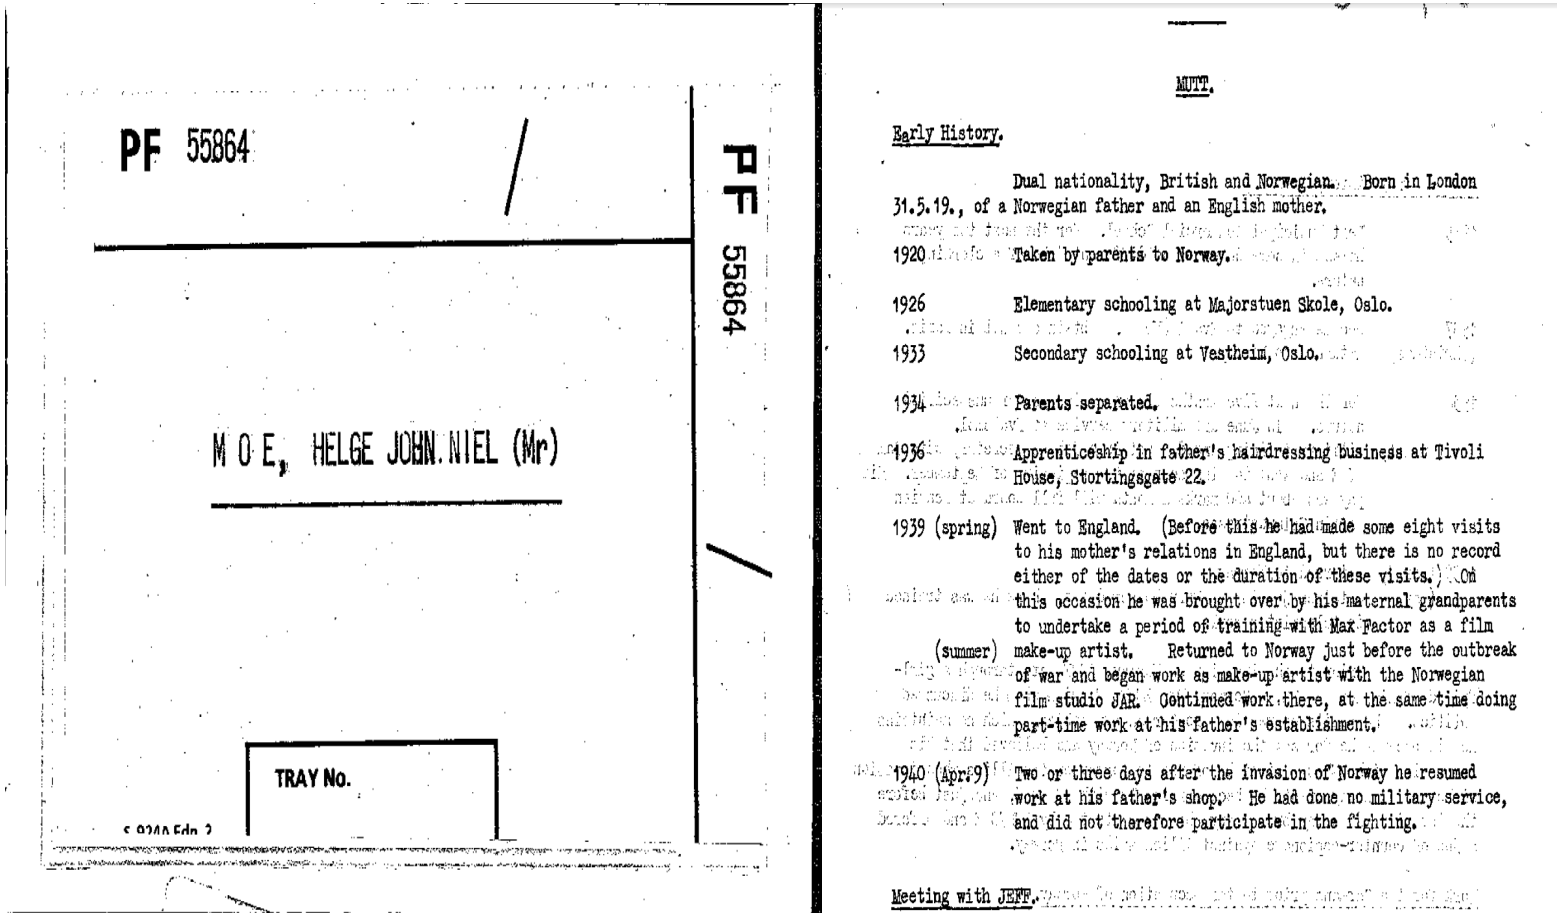 PF 55864
PF 55864
M O E, HELGE JOHN NIEL (Mr)
TRAY No.
MUTT.
Early History.
Dual nationality, British and Norwegian. Born in London
31.5.19., of a Norwegian father and an English mother.
1920 Taken by parents to Norway.
1926 Elementary schooling at Majorstuen Skole, Oslo.
1933 Secondary schooling at Vestheim, Oslo.
1934 Parents separated.
1936 Apprenticeship in father's hairdressing business at Tivoli
House, Stortingsgate 22.
1939 (spring) Went to England. (Before this he had made some eight visits
to his mother's relations in England, but there is no record
either of the dates or the duration of these visits.) On
this occasion he was brought over by his maternal grandparents
to undertake a period of training with Max Factor as a film
(summer) make-up artist. Returned to Norway just before the outbreak
of war and began work as make-up artist with the Norwegian
film studio JAR. Continued work there, at the same time doing
part-time work at his father's establishment.
1940 (Apr.9) Two or three days after the invasion of Norway he resumed
work at his father's shop. He had done no military service,
and did not therefore participate in the fighting.
Meeting with JEFF.